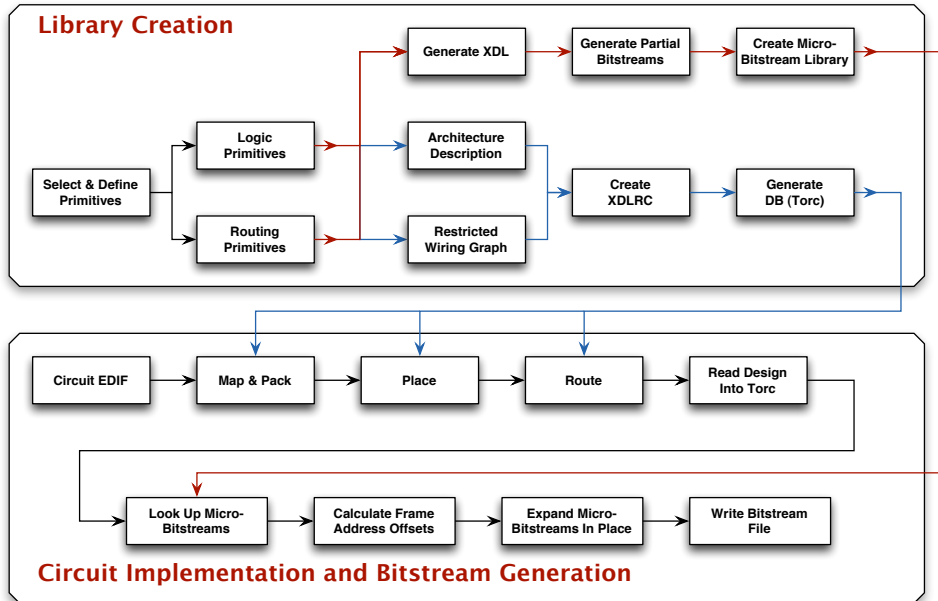 Library Creation
Generate XDL
Generate Partial
Bitstreams
Create Micro-
Bitstream Library
Logic
Primitives
Architecture
Description
Select & Define
Primitives
Create
XDLRC
Generate
DB (Torc)
Routing
Primitives
Restricted
Wiring Graph
Circuit EDIF
Map & Pack
Place
Route
Read Design
Into Torc
Look Up Micro-
Bitstreams
Calculate Frame
Address Offsets
Expand Micro-
Bitstreams In Place
Write Bitstream
File
Circuit Implementation and Bitstream Generation